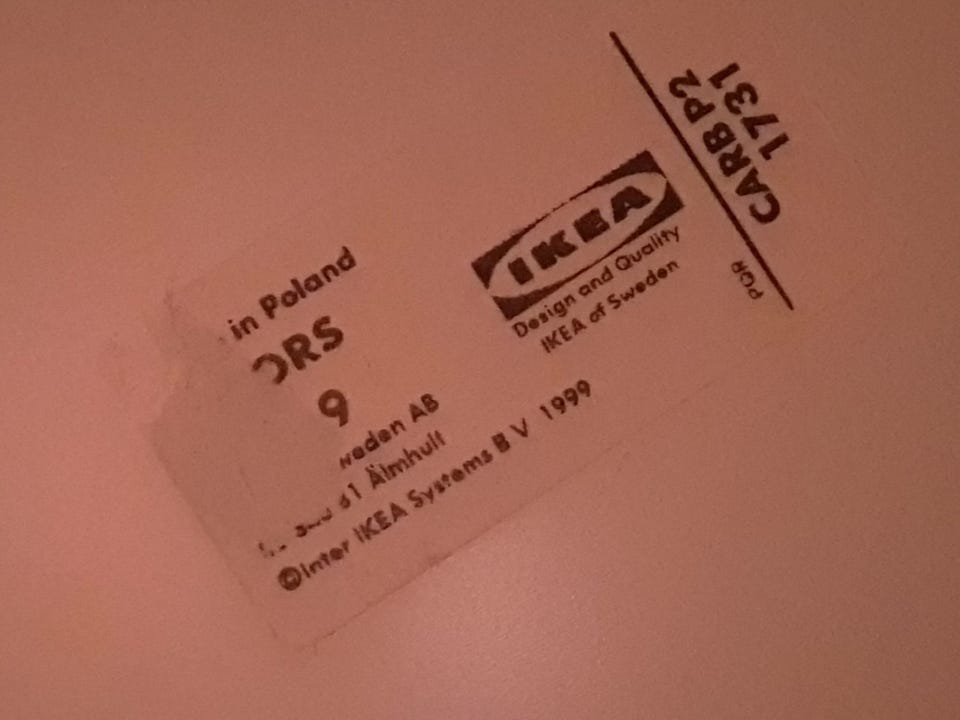 in Poland
ORS
9
weden AB
61 Älmhult
©Inter IKEA Systems B V 1999
IKEA
Design and Quality
IKEA of Sweden
PQR
CARB P2
1731